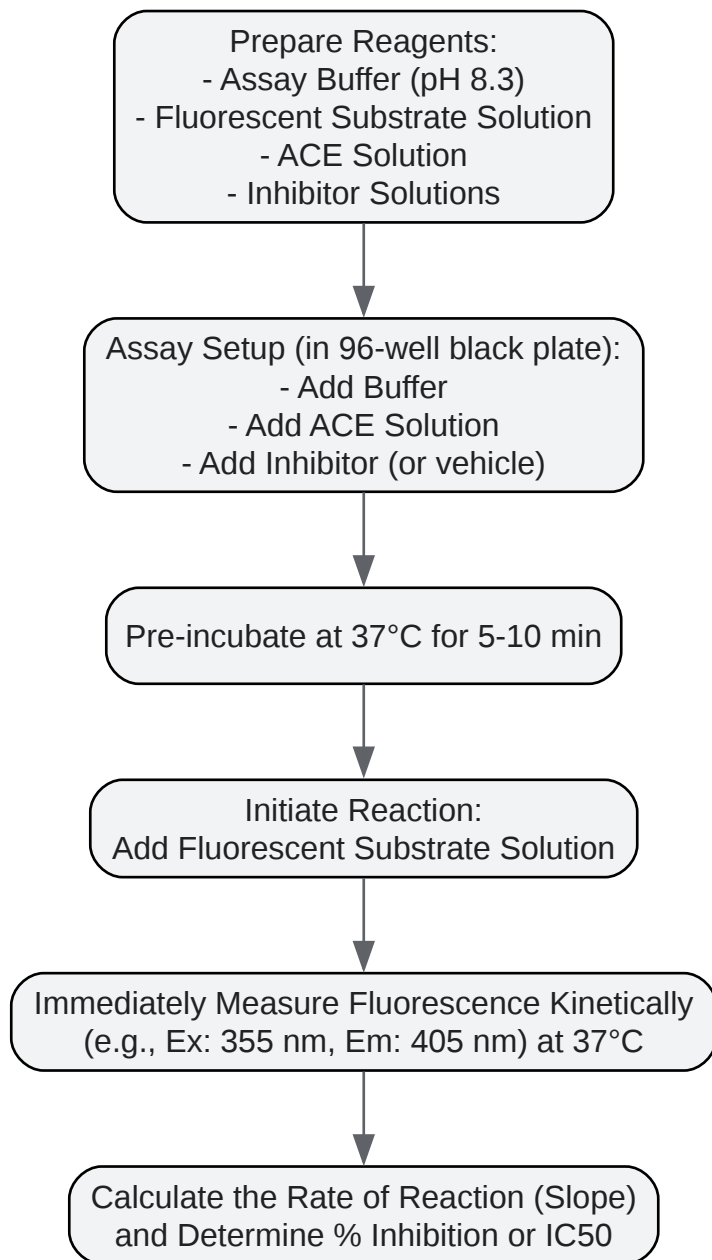 Prepare Reagents:
- Assay Buffer (pH 8.3)
- Fluorescent Substrate Solution
- ACE Solution
- Inhibitor Solutions
Assay Setup (in 96-well black plate):
- Add Buffer
- Add ACE Solution
- Add Inhibitor (or vehicle)
Pre-incubate at 37°C for 5-10 min
Initiate Reaction:
Add Fluorescent Substrate Solution
Immediately Measure Fluorescence Kinetically
(e.g., Ex: 355 nm, Em: 405 nm) at 37°C
Calculate the Rate of Reaction (Slope)
and Determine % Inhibition or IC50